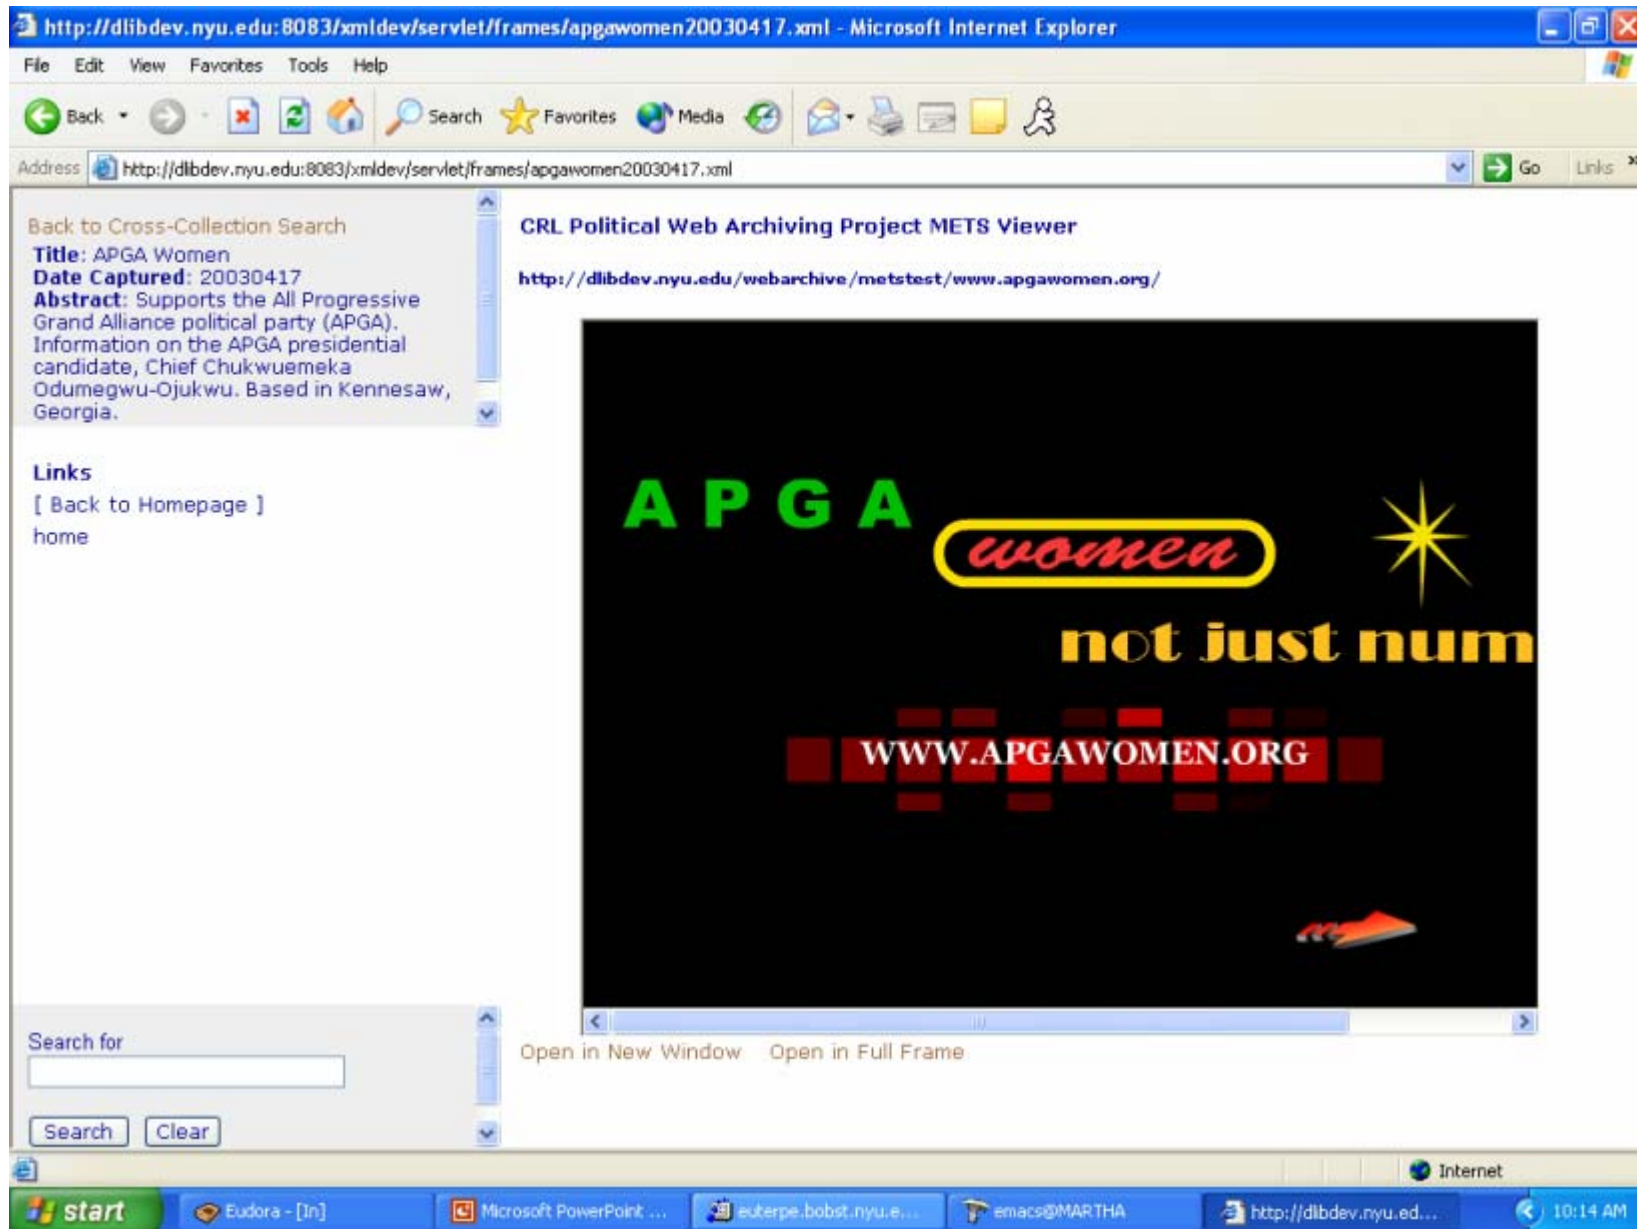 http://dlibdev.nyu.edu:8083/xmldev/servlet/frames/apgawomen20030417.xml - Microsoft Internet Explorer
File Edit View Favorites Tools Help
Back Search Favorites Media
Address http://dlibdev.nyu.edu:8083/xmldev/servlet/frames/apgawomen20030417.xml Go Links »
Back to Cross-Collection Search
Title: APGA Women
Date Captured: 20030417
Abstract: Supports the All Progressive
Grand Alliance political party (APGA).
Information on the APGA presidential
candidate, Chief Chukwuemeka
Odumegwu-Ojukwu. Based in Kennesaw,
Georgia.
Links
[ Back to Homepage ]
home
Search for
Search Clear
CRL Political Web Archiving Project METS Viewer
http://dlibdev.nyu.edu/webarchive/metstest/www.apgawomen.org/
A P G A
women
not just num
WWW.APGAWOMEN.ORG
Open in New Window Open in Full Frame
Internet
start Eudora - [In] Microsoft PowerPoint ... euterpe.bobst.nyu.e... emacs@MARTHA http://dlibdev.nyu.ed... 10:14 AM